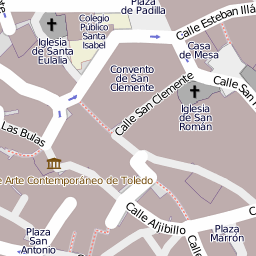 Plaza
de Padilla
Colegio
Público
Santa
Isabel
Calle Esteban Illá
Iglesia
de Santa
Eulalia
Casa
de Mesa
Convento
de San
Clemente
Calle San Clemente
Calle San
Iglesia
de San
Román
Las Bulas
e Arte Contemporáneo de Toledo
Calle Aljibillo
Calle
Plaza
San
Antonio
Plaza
Marrón